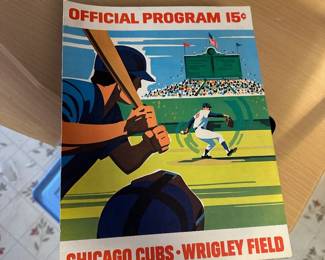 OFFICIAL PROGRAM 15¢
CHICAGO CUBS • WRIGLEY FIELD